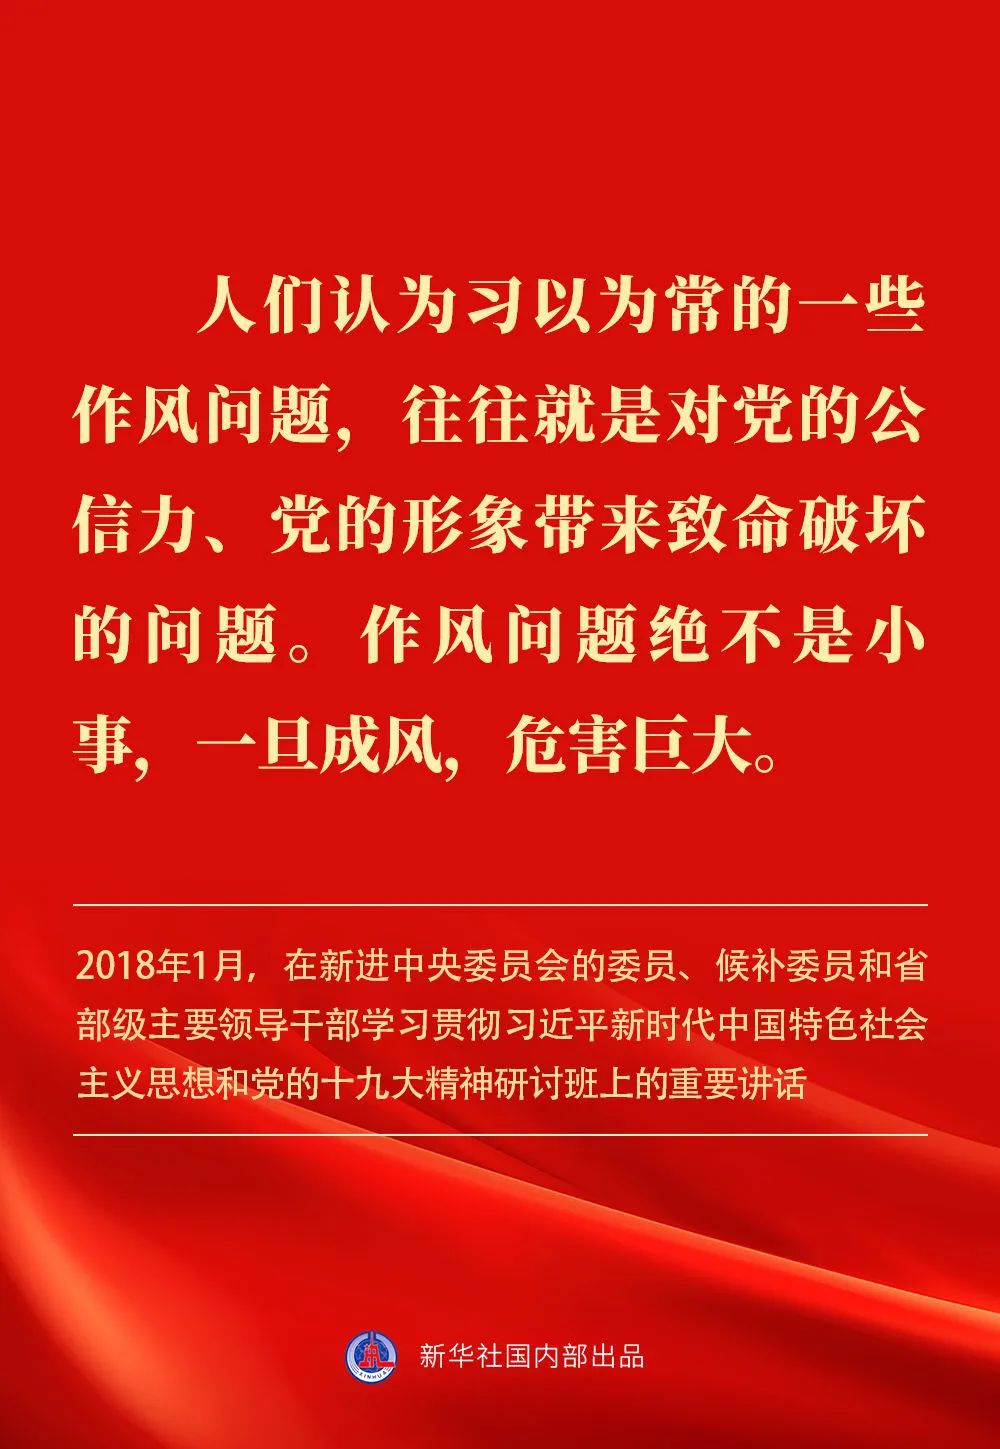 人们认为习以为常的一些
作风问题，往往就是对党的公
信力、党的形象带来致命破坏
的问题。作风问题绝不是小
事，一旦成风，危害巨大。
2018年1月，在新进中央委员会的委员、候补委员和省
部级主要领导干部学习贯彻习近平新时代中国特色社会
主义思想和党的十九大精神研讨班上的重要讲话
XINHUA
新华社国内部出品